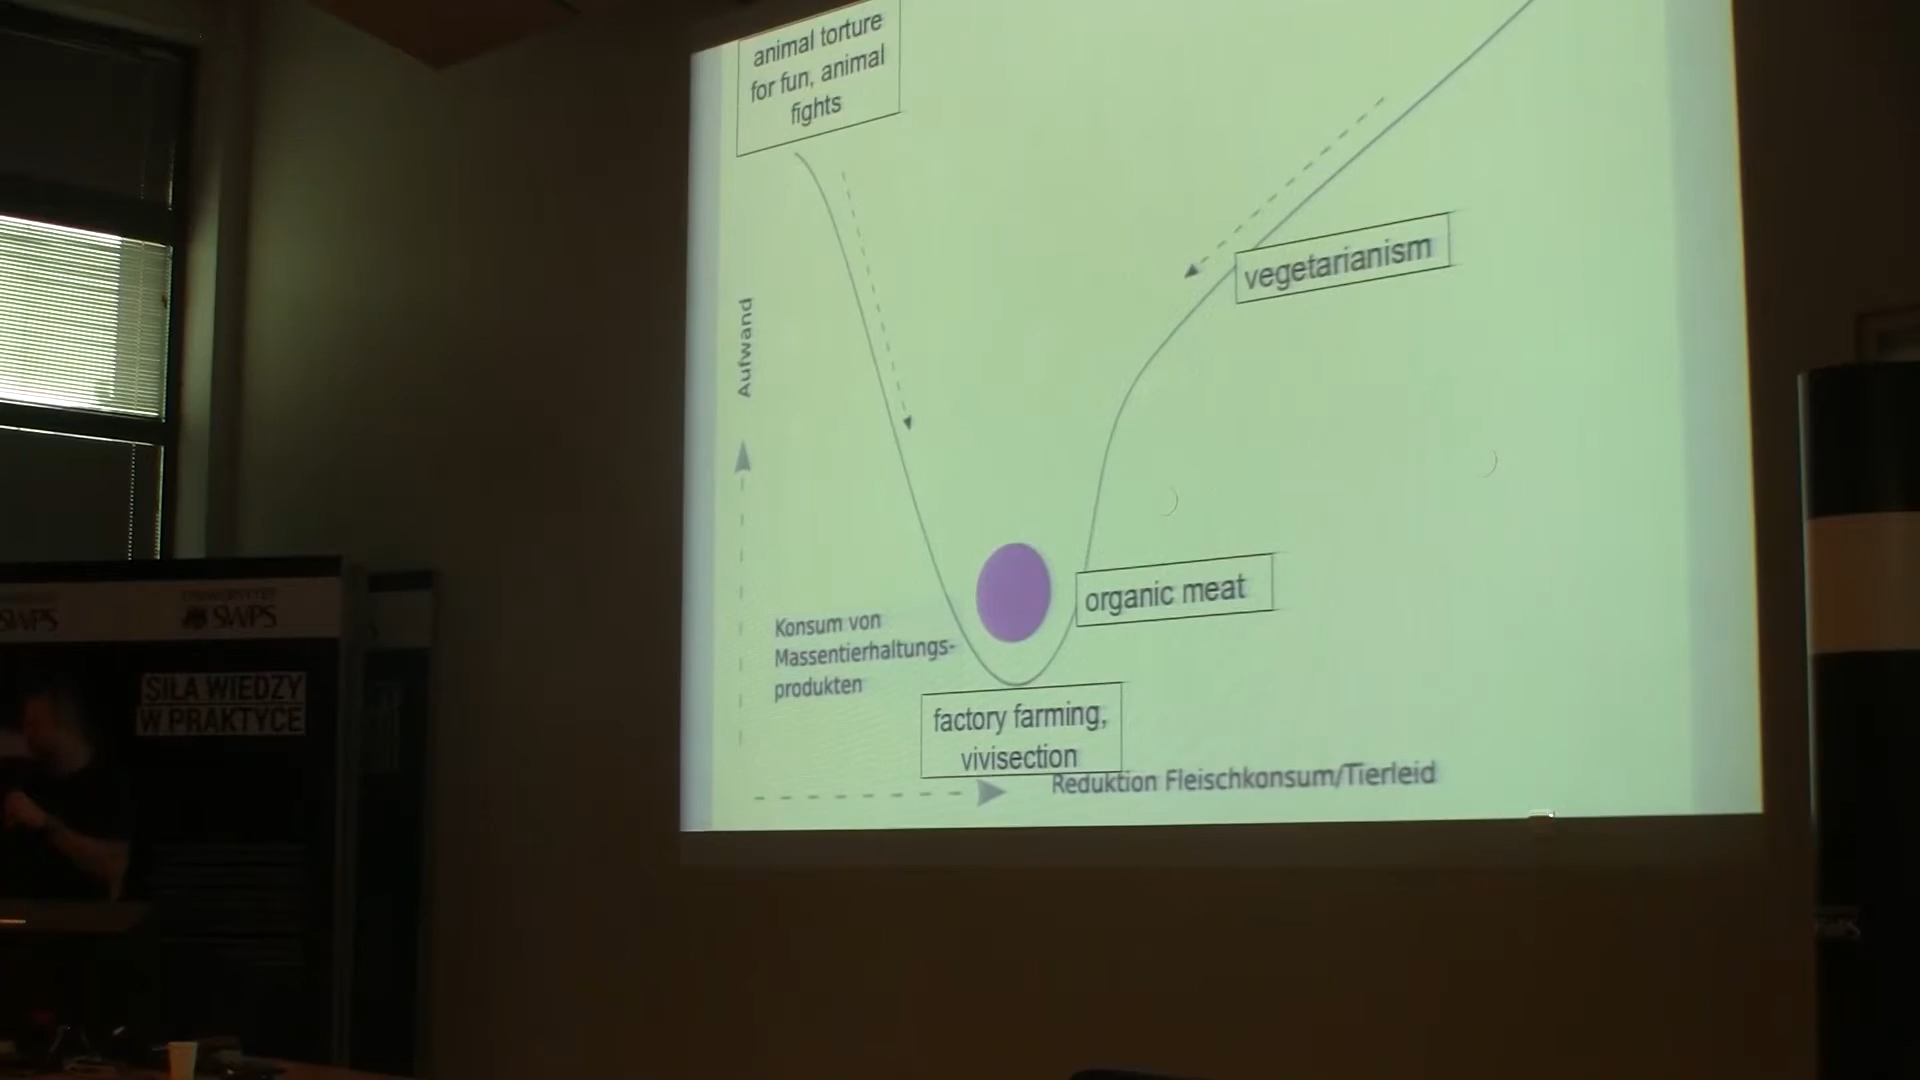 animal torture
for fun, animal
fights
vegetarianism
Aufwand
organic meat
Konsum von
Massentierhaltungs-
produkten
factory farming,
vivisection
Reduktion Fleischkonsum/Tierleid
SWPS
UNIWERSYTET
SWPS
SIŁA WIEDZY
W PRAKTYCE